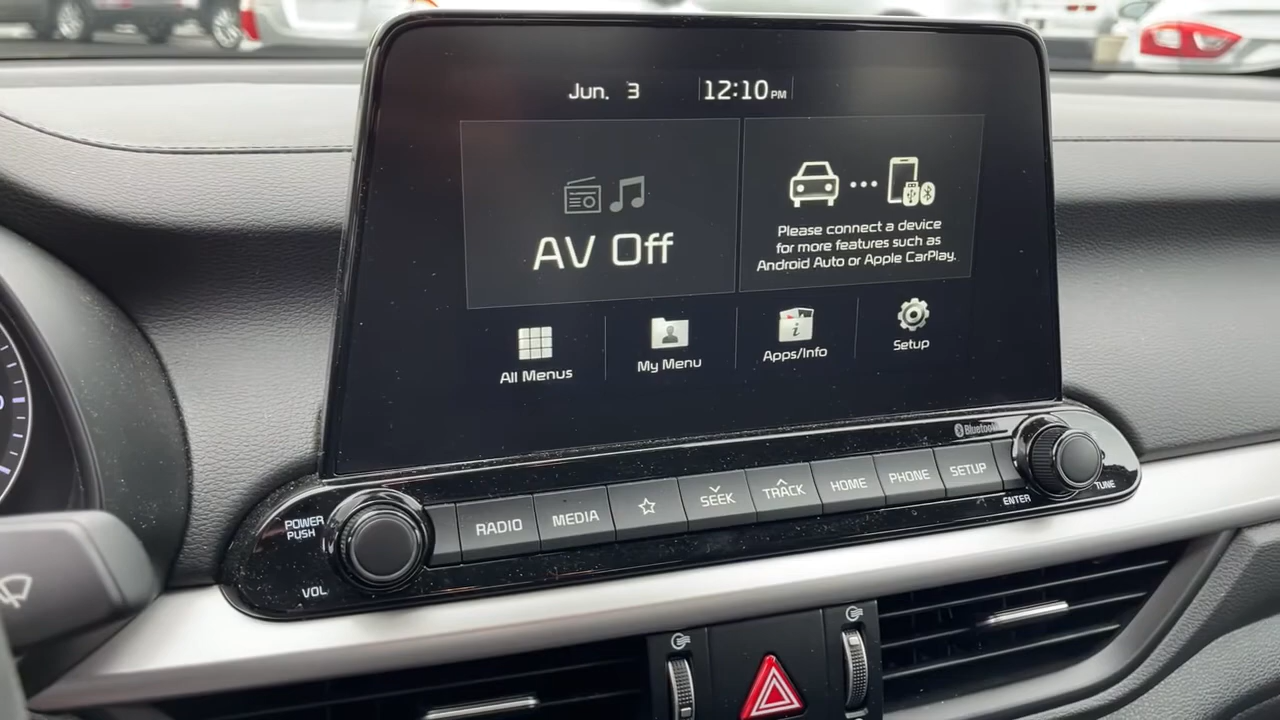 Jun. 3 12:10 PM
AV Off
Please connect a device
for more features such as
Android Auto or Apple CarPlay.
All Menus
My Menu
Apps/Info
Setup
Bluetooth
POWER
PUSH
VOL
RADIO
MEDIA
SEEK
TRACK
HOME
PHONE
SETUP
ENTER
TUNE